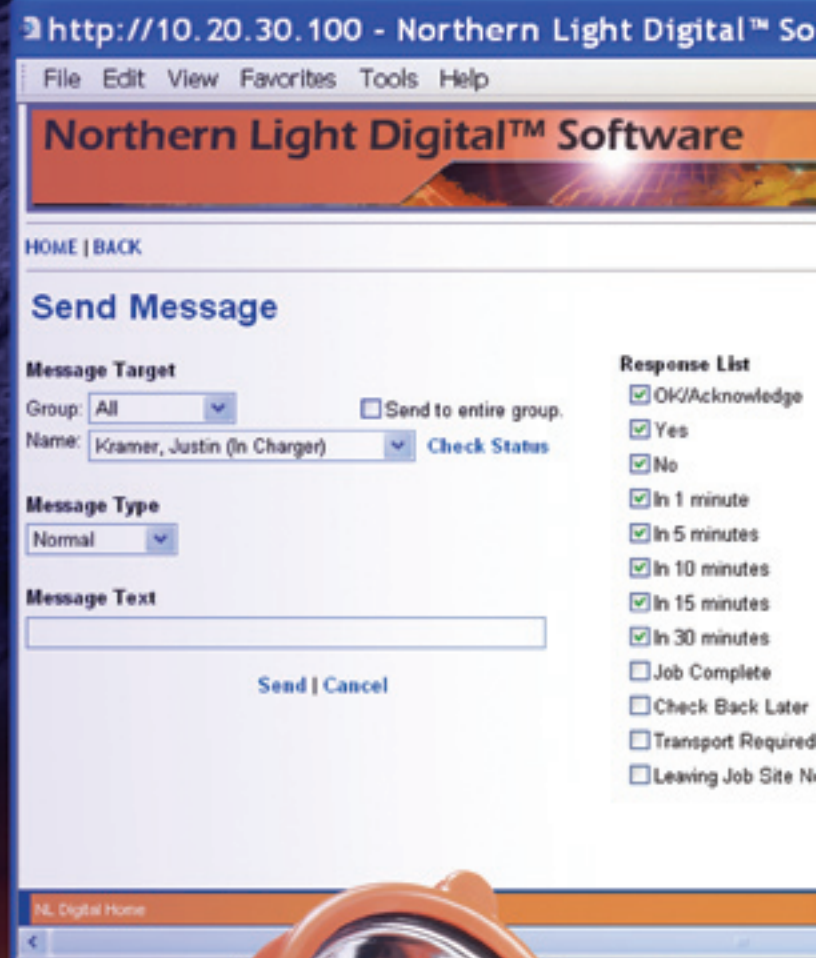 http://10.20.30.100 - Northern Light Digital™ So
File Edit View Favorites Tools Help
Northern Light Digital™ Software
HOME | BACK
Send Message
Message Target
Group: All
Send to entire group.
Name: Kramer, Justin (In Charger)
Check Status
Message Type
Normal
Message Text
Send | Cancel
Response List
OK/Acknowledge
Yes
No
In 1 minute
In 5 minutes
In 10 minutes
In 15 minutes
In 30 minutes
Job Complete
Check Back Later
Transport Required
Leaving Job Site No
NL Digital Home